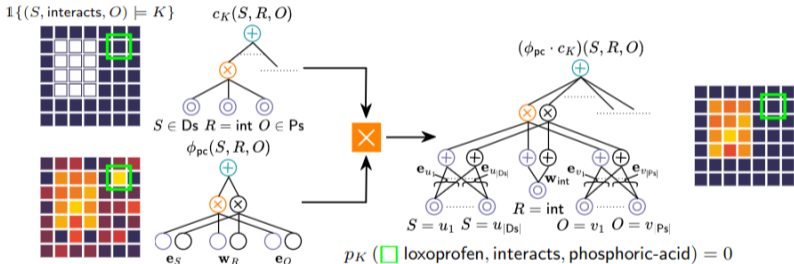 𝟙{(S, interacts, O) ⊨ K}
c_K(S, R, O)
S ∈ Ds R = int O ∈ Ps
ϕ_pc(S, R, O)
e_S w_R e_O
(ϕ_pc · c_K)(S, R, O)
e_{u_1} e_{u_|Ds|} w_int e_{v_1} e_{v_|Ps|}
R = int
S = u_1 S = u_|Ds| O = v_1 O = v_|Ps|
p_K (□ loxoprofen, interacts, phosphoric-acid) = 0